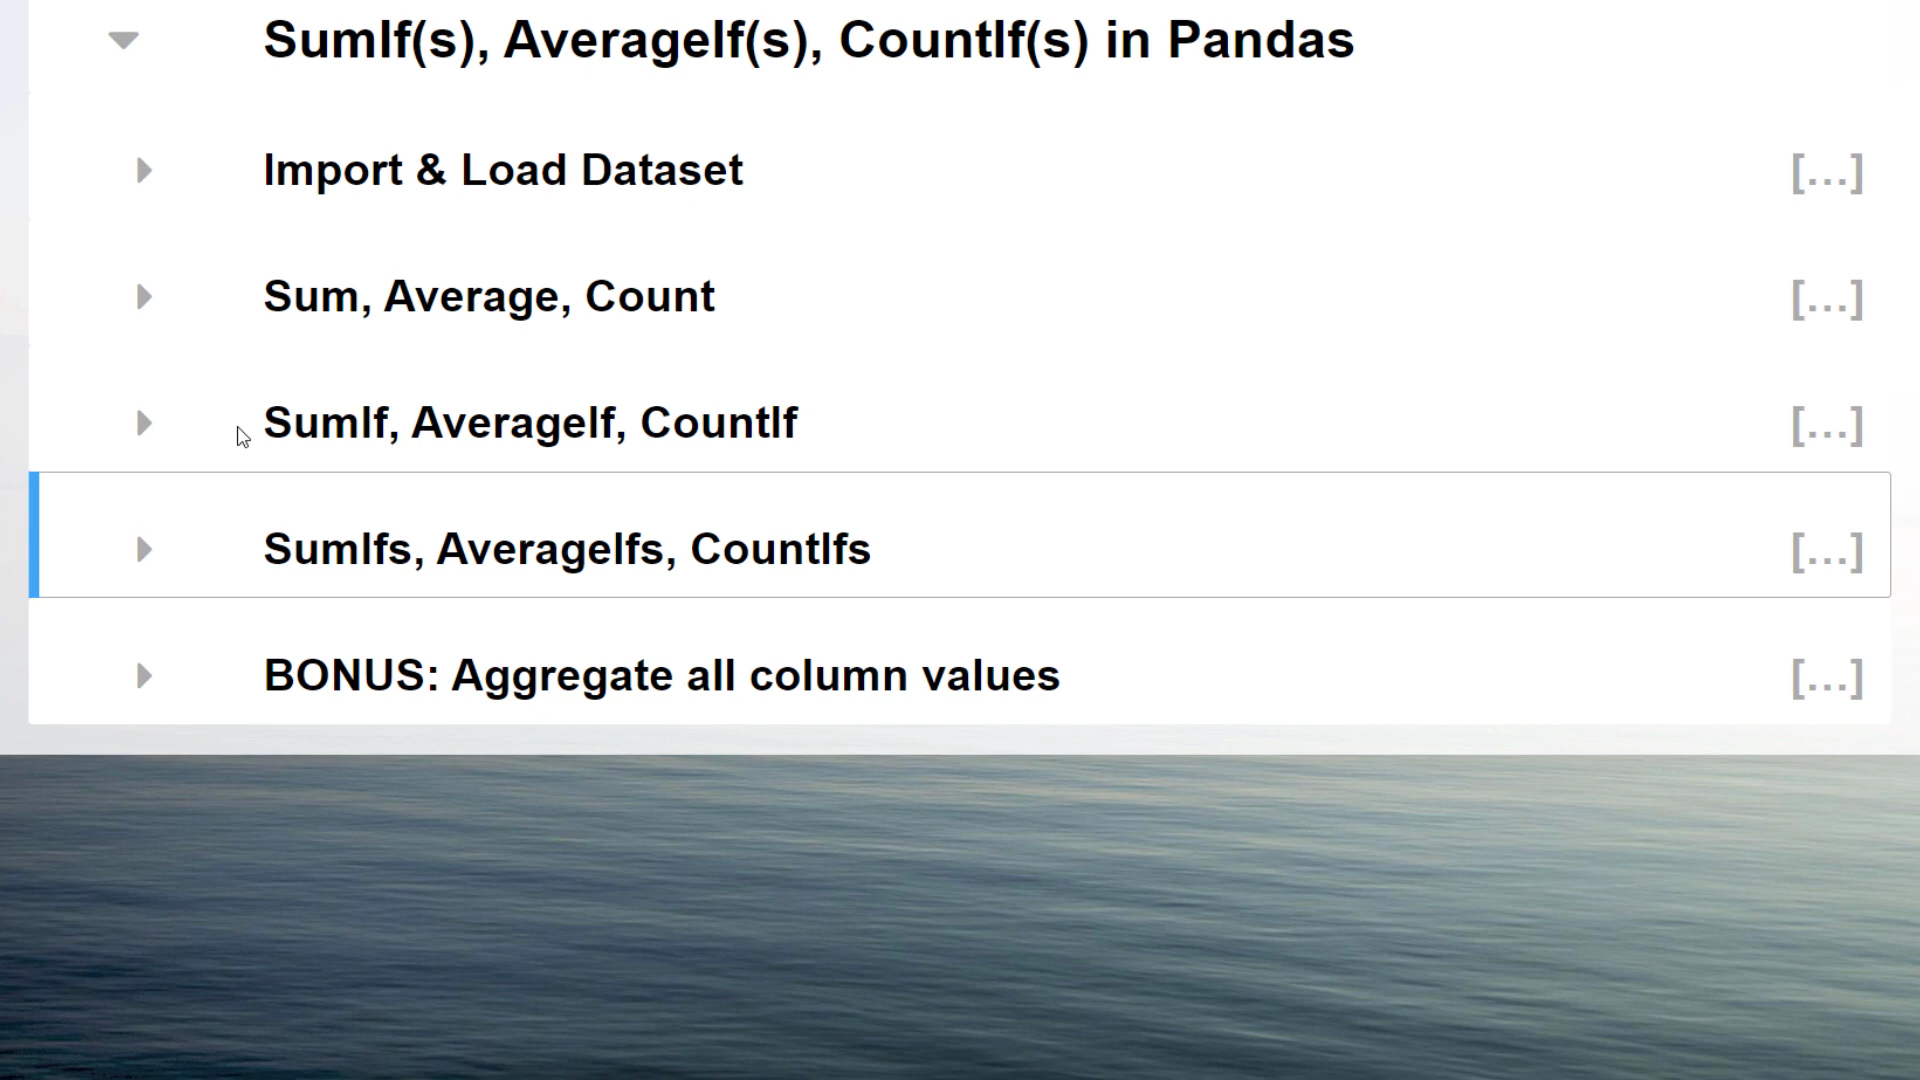 SumIf(s), AverageIf(s), CountIf(s) in Pandas
Import & Load Dataset [...]
Sum, Average, Count [...]
SumIf, AverageIf, CountIf [...]
SumIfs, AverageIfs, CountIfs [...]
BONUS: Aggregate all column values [...]